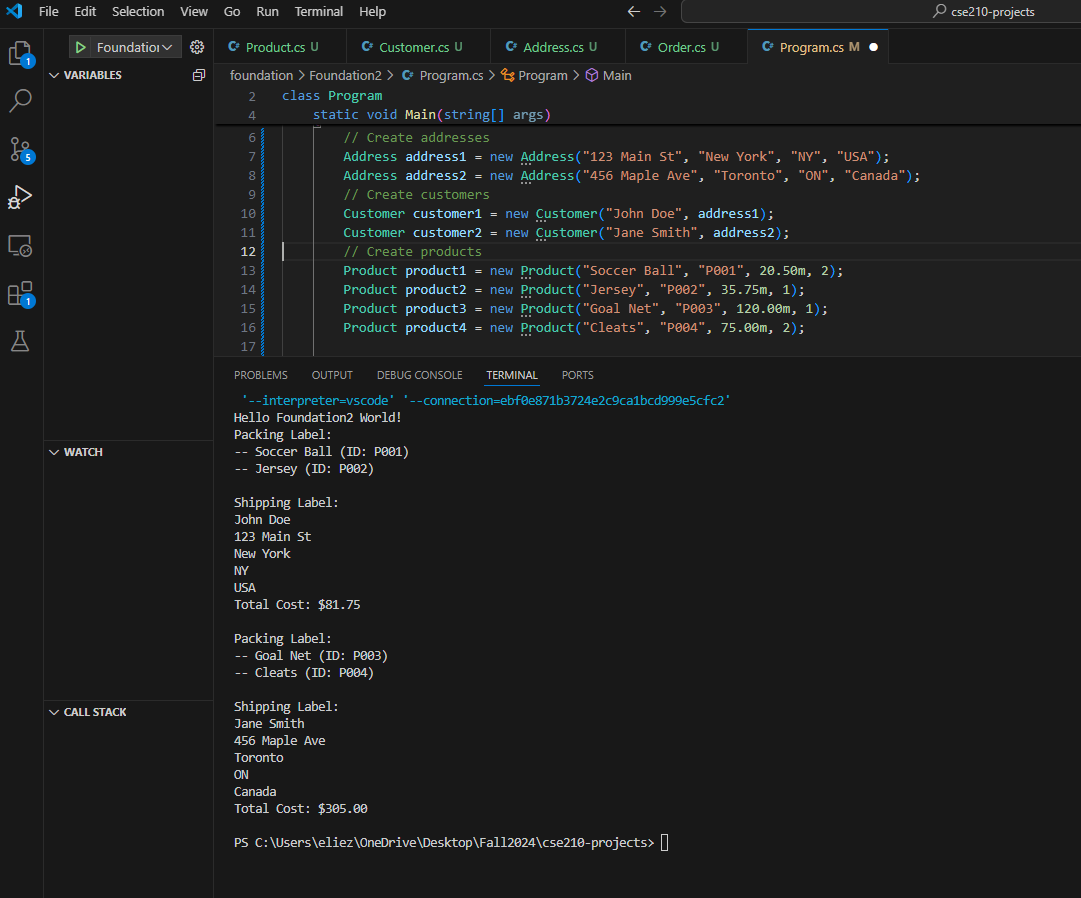 File Edit Selection View Go Run Terminal Help
cse210-projects
Foundation
Product.cs U
Customer.cs U
Address.cs U
Order.cs U
Program.cs M
VARIABLES
foundation > Foundation2 > Program.cs > Program > Main
2 class Program
4 static void Main(string[] args)
6 // Create addresses
7 Address address1 = new Address("123 Main St", "New York", "NY", "USA");
8 Address address2 = new Address("456 Maple Ave", "Toronto", "ON", "Canada");
9 // Create customers
10 Customer customer1 = new Customer("John Doe", address1);
11 Customer customer2 = new Customer("Jane Smith", address2);
12 // Create products
13 Product product1 = new Product("Soccer Ball", "P001", 20.50m, 2);
14 Product product2 = new Product("Jersey", "P002", 35.75m, 1);
15 Product product3 = new Product("Goal Net", "P003", 120.00m, 1);
16 Product product4 = new Product("Cleats", "P004", 75.00m, 2);
17
1
5
1
PROBLEMS OUTPUT DEBUG CONSOLE TERMINAL PORTS
'--interpreter=vscode' '--connection=ebf0e871b3724e2c9ca1bcd999e5cfc2'
Hello Foundation2 World!
Packing Label:
-- Soccer Ball (ID: P001)
-- Jersey (ID: P002)
Shipping Label:
John Doe
123 Main St
New York
NY
USA
Total Cost: $81.75
Packing Label:
-- Goal Net (ID: P003)
-- Cleats (ID: P004)
Shipping Label:
Jane Smith
456 Maple Ave
Toronto
ON
Canada
Total Cost: $305.00
PS C:\Users\eliez\OneDrive\Desktop\Fall2024\cse210-projects>
WATCH
CALL STACK